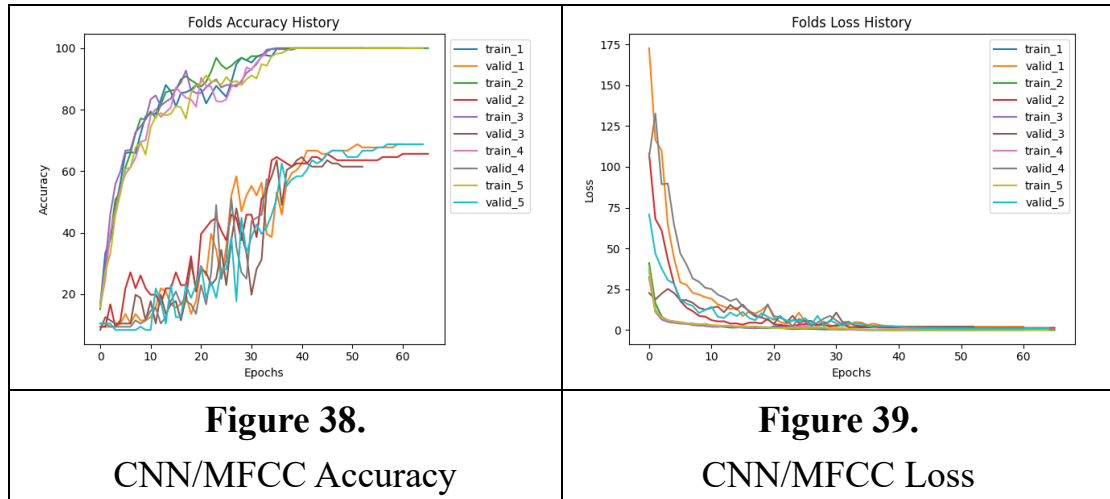 Folds Accuracy History
100
80
60
40
20
Accuracy
0 10 20 30 40 50 60
Epochs
train_1
valid_1
train_2
valid_2
train_3
valid_3
train_4
valid_4
train_5
valid_5
Figure 38.
CNN/MFCC Accuracy
Folds Loss History
175
150
125
100
75
50
25
0
Loss
0 10 20 30 40 50 60
Epochs
train_1
valid_1
train_2
valid_2
train_3
valid_3
train_4
valid_4
train_5
valid_5
Figure 39.
CNN/MFCC Loss